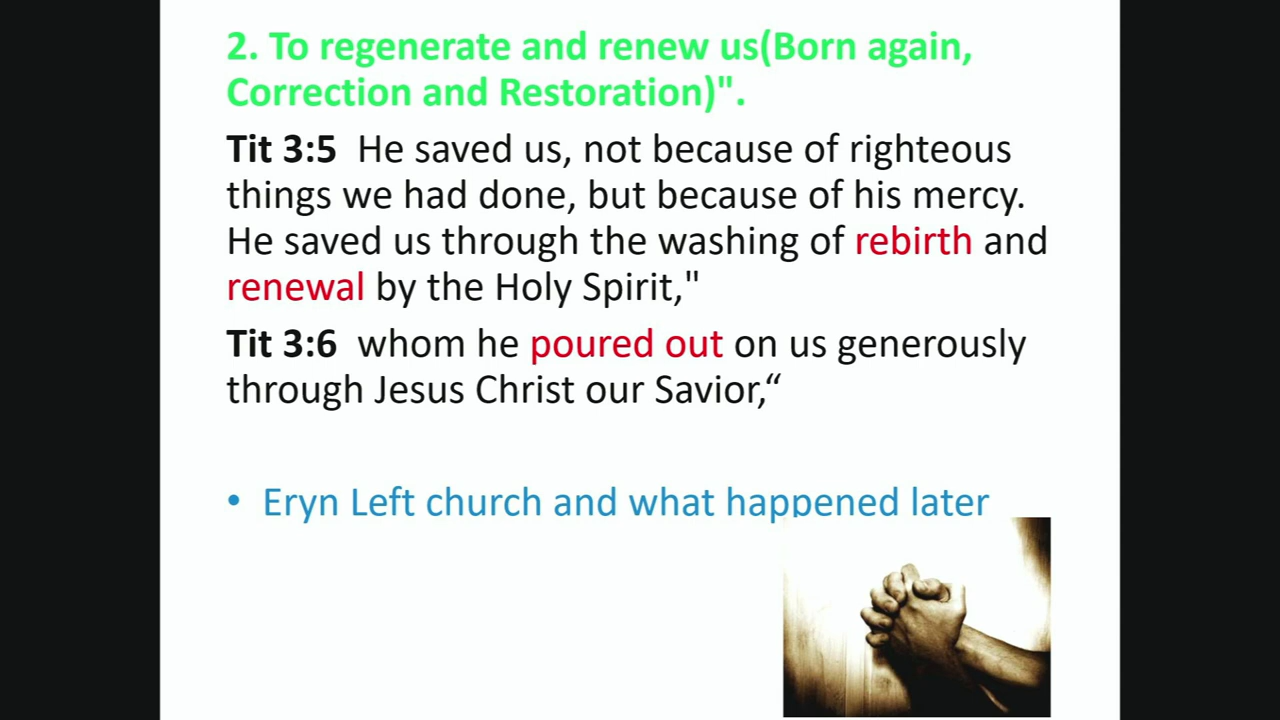 2. To regenerate and renew us(Born again,
Correction and Restoration)".
Tit 3:5  He saved us, not because of righteous
things we had done, but because of his mercy.
He saved us through the washing of rebirth and
renewal by the Holy Spirit,"
Tit 3:6  whom he poured out on us generously
through Jesus Christ our Savior,“
• Eryn Left church and what happened later